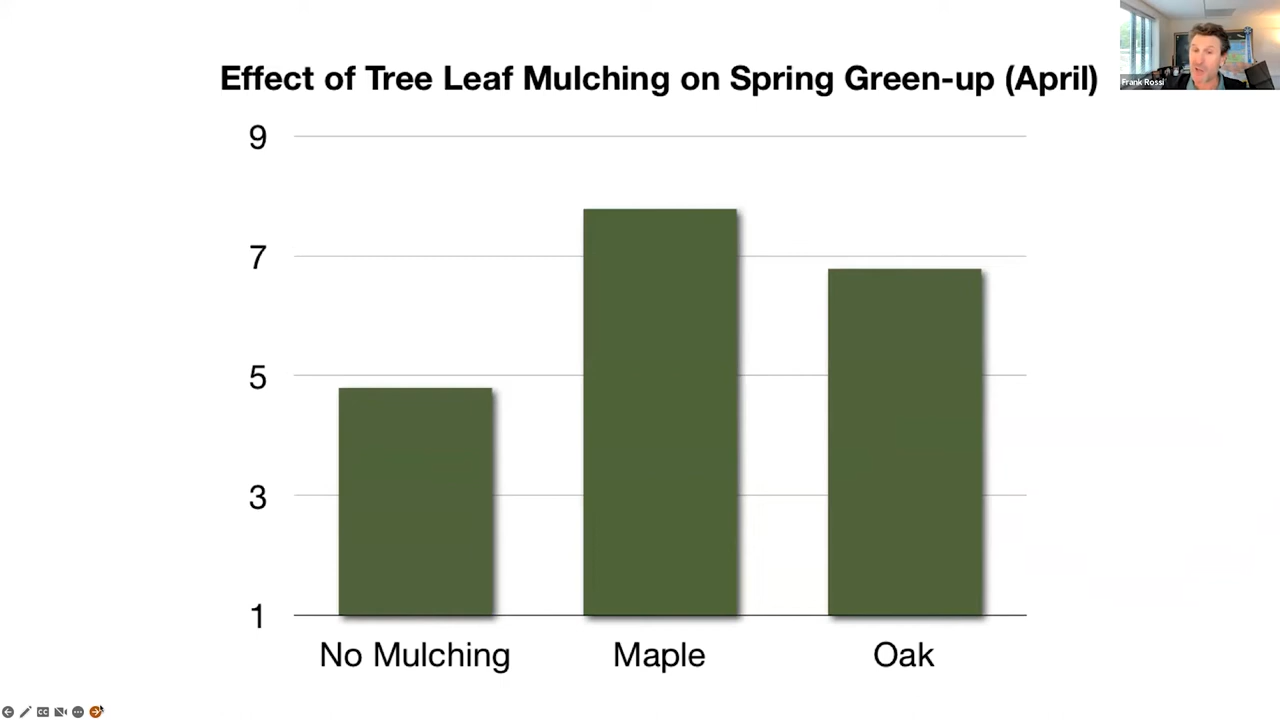 Effect of Tree Leaf Mulching on Spring Green-up (April)
Frank Rossi
9
7
5
3
1
No Mulching Maple Oak
CC